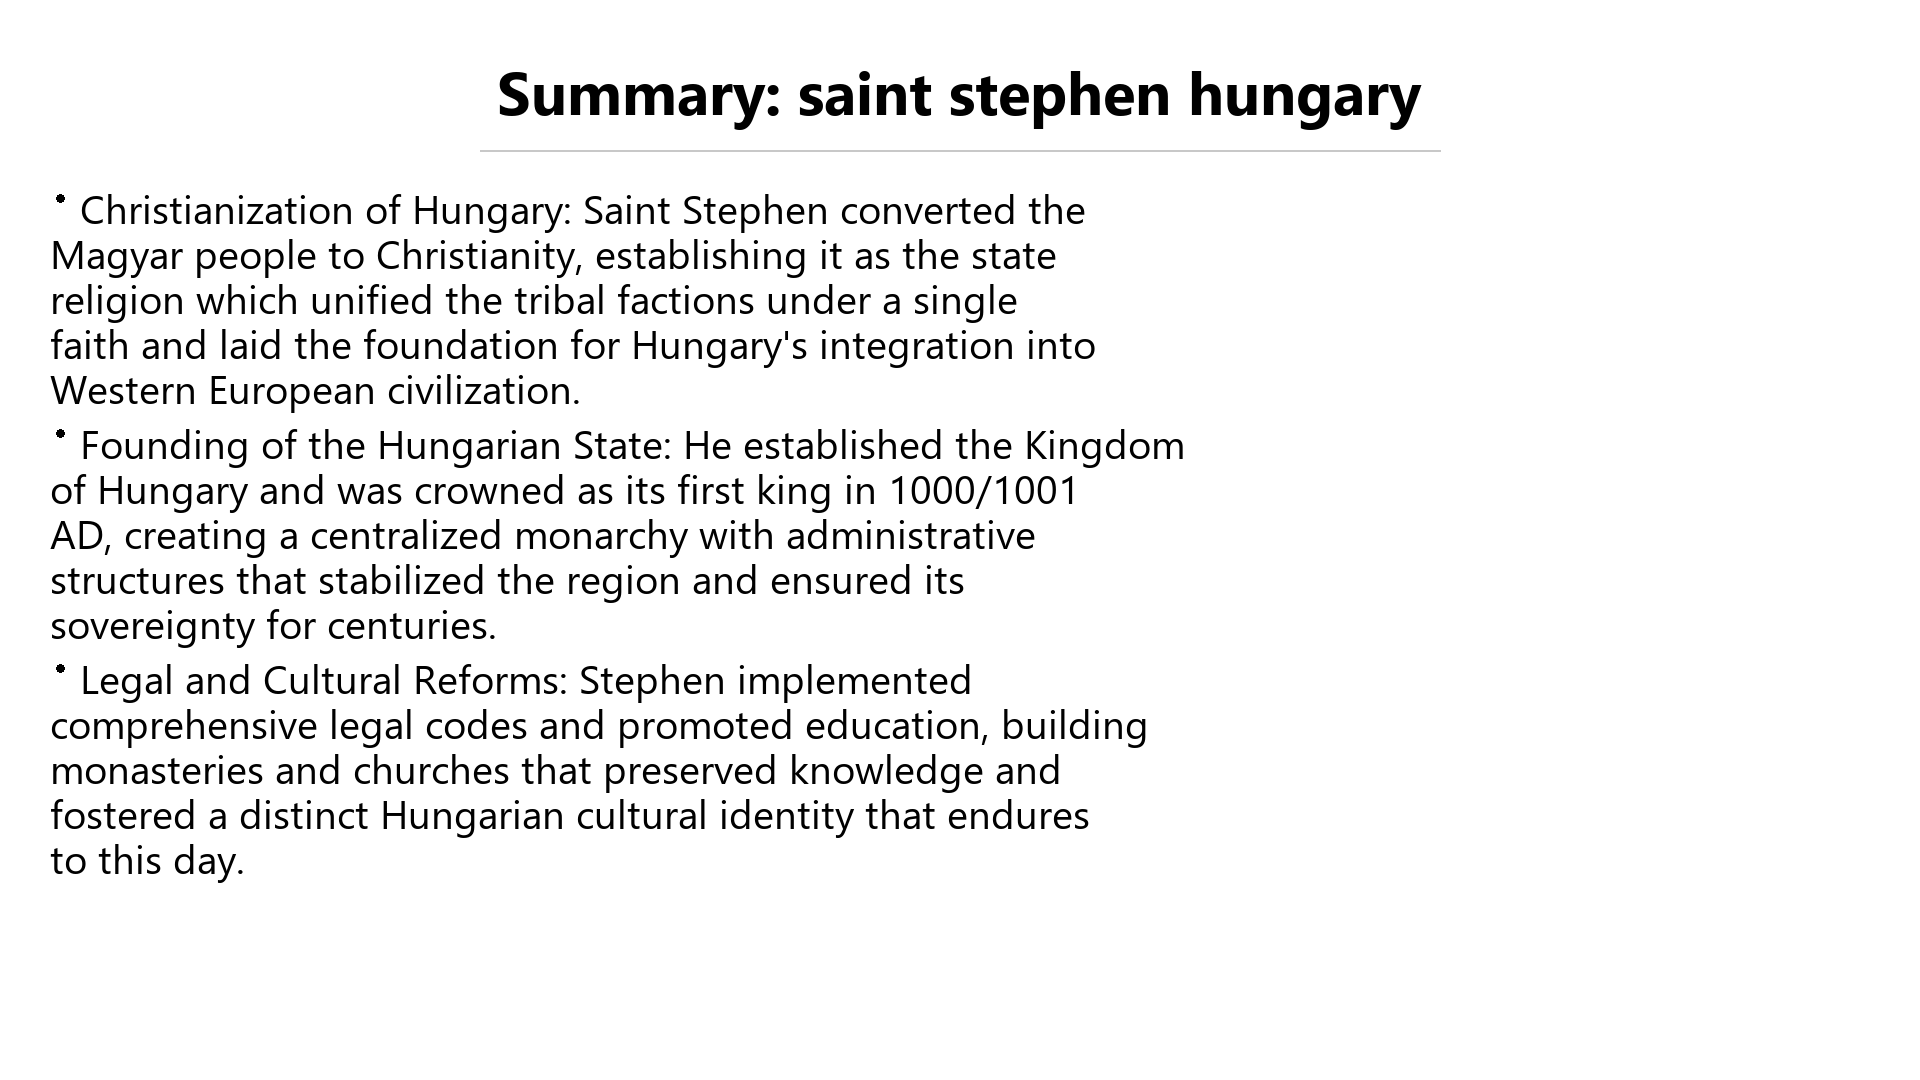 Summary: saint stephen hungary
• Christianization of Hungary: Saint Stephen converted the
Magyar people to Christianity, establishing it as the state
religion which unified the tribal factions under a single
faith and laid the foundation for Hungary's integration into
Western European civilization.
• Founding of the Hungarian State: He established the Kingdom
of Hungary and was crowned as its first king in 1000/1001
AD, creating a centralized monarchy with administrative
structures that stabilized the region and ensured its
sovereignty for centuries.
• Legal and Cultural Reforms: Stephen implemented
comprehensive legal codes and promoted education, building
monasteries and churches that preserved knowledge and
fostered a distinct Hungarian cultural identity that endures
to this day.